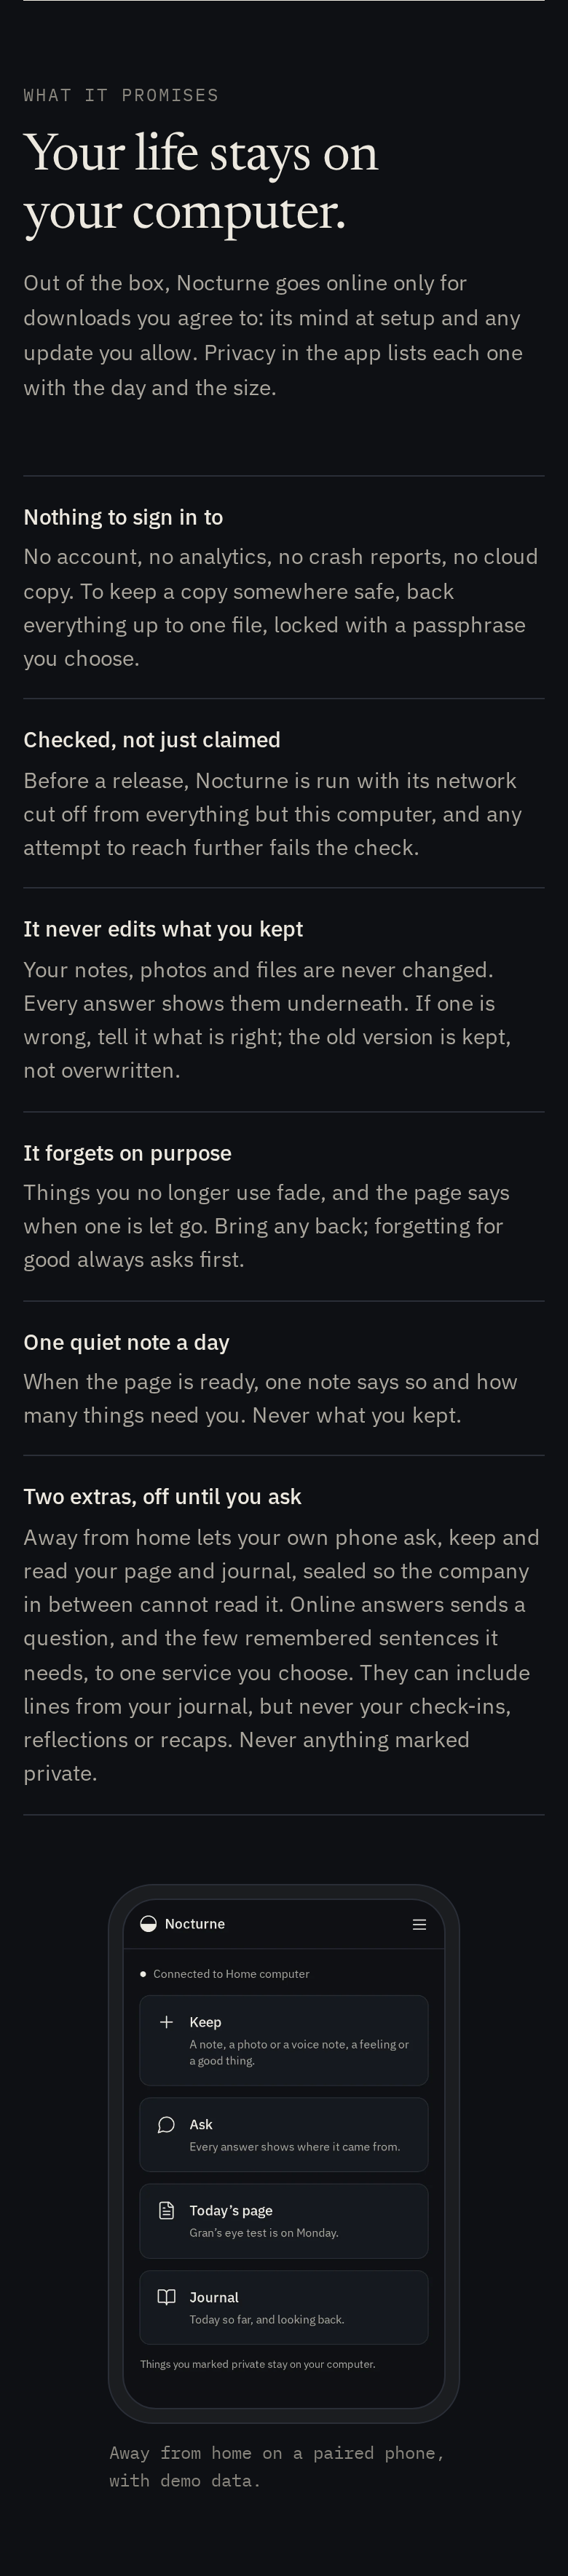 WHAT IT PROMISES
Your life stays on
your computer.
Out of the box, Nocturne goes online only for
downloads you agree to: its mind at setup and any
update you allow. Privacy in the app lists each one
with the day and the size.
Nothing to sign in to
No account, no analytics, no crash reports, no cloud
copy. To keep a copy somewhere safe, back
everything up to one file, locked with a passphrase
you choose.
Checked, not just claimed
Before a release, Nocturne is run with its network
cut off from everything but this computer, and any
attempt to reach further fails the check.
It never edits what you kept
Your notes, photos and files are never changed.
Every answer shows them underneath. If one is
wrong, tell it what is right; the old version is kept,
not overwritten.
It forgets on purpose
Things you no longer use fade, and the page says
when one is let go. Bring any back; forgetting for
good always asks first.
One quiet note a day
When the page is ready, one note says so and how
many things need you. Never what you kept.
Two extras, off until you ask
Away from home lets your own phone ask, keep and
read your page and journal, sealed so the company
in between cannot read it. Online answers sends a
question, and the few remembered sentences it
needs, to one service you choose. They can include
lines from your journal, but never your check-ins,
reflections or recaps. Never anything marked
private.
Nocturne
Connected to Home computer
Keep
A note, a photo or a voice note, a feeling or
a good thing.
Ask
Every answer shows where it came from.
Today’s page
Gran’s eye test is on Monday.
Journal
Today so far, and looking back.
Things you marked private stay on your computer.
Away from home on a paired phone,
with demo data.